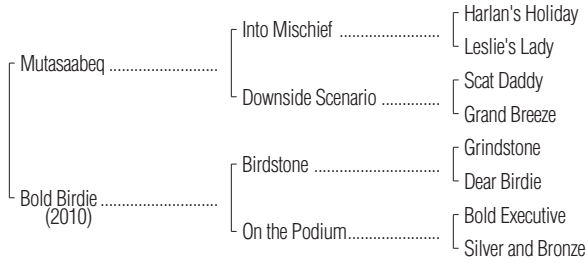 Harlan's Holiday
Into Mischief ..................
Leslie's Lady
Mutasaabeq ....................
Scat Daddy
Downside Scenario ...........
Grand Breeze
Grindstone
Birdstone .......................
Dear Birdie
Bold Birdie ......................
(2010)
Bold Executive
On the Podium.................
Silver and Bronze